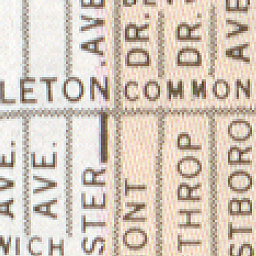 AVE
DR.
DR.
AVE
LETON
COMMON
AVE.
AVE.
STER
ONT
THROP
STBORO
WICH